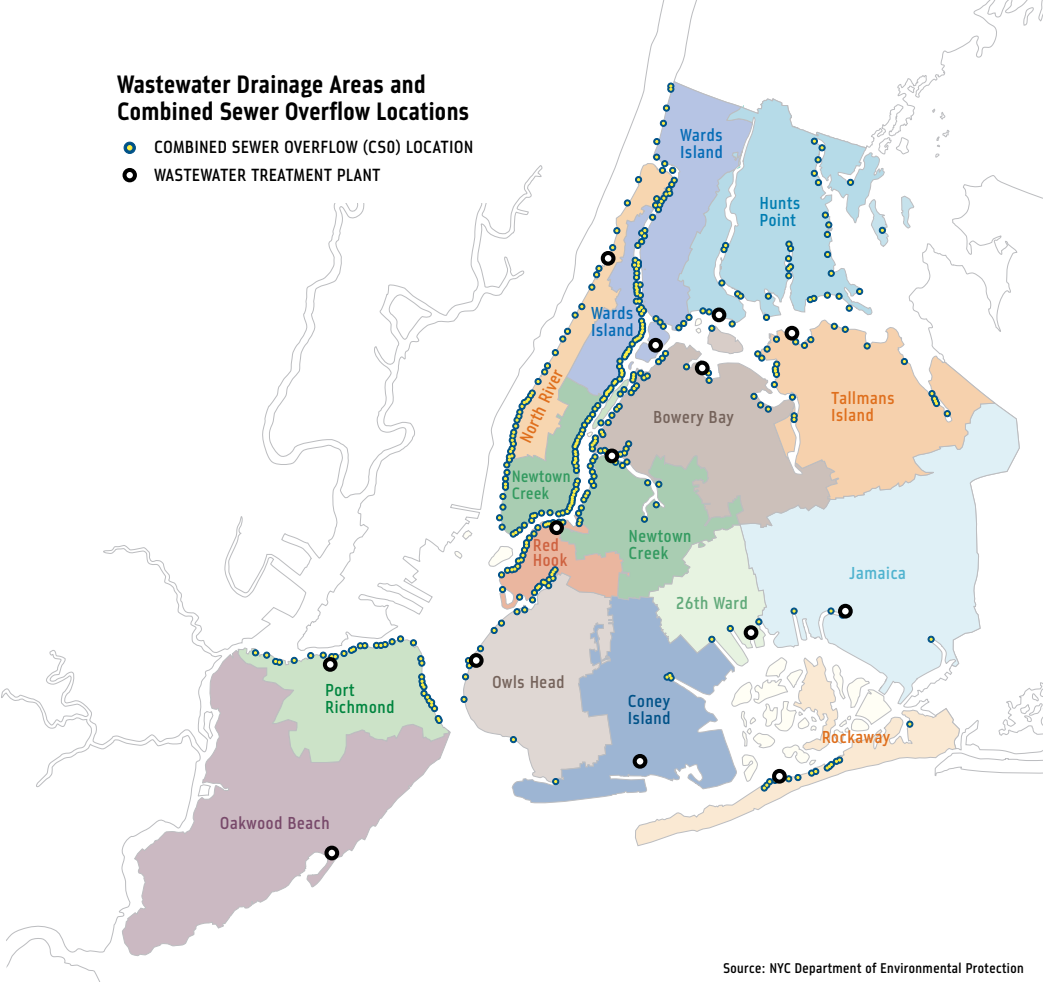 Wastewater Drainage Areas and
Combined Sewer Overflow Locations
COMBINED SEWER OVERFLOW (CSO) LOCATION
WASTEWATER TREATMENT PLANT
Wards
Island
Hunts
Point
Wards
Island
North River
Bowery Bay
Tallmans
Island
Newtown
Creek
Newtown
Creek
Red
Hook
Jamaica
26th Ward
Owls Head
Coney
Island
Port
Richmond
Rockaway
Oakwood Beach
Source: NYC Department of Environmental Protection